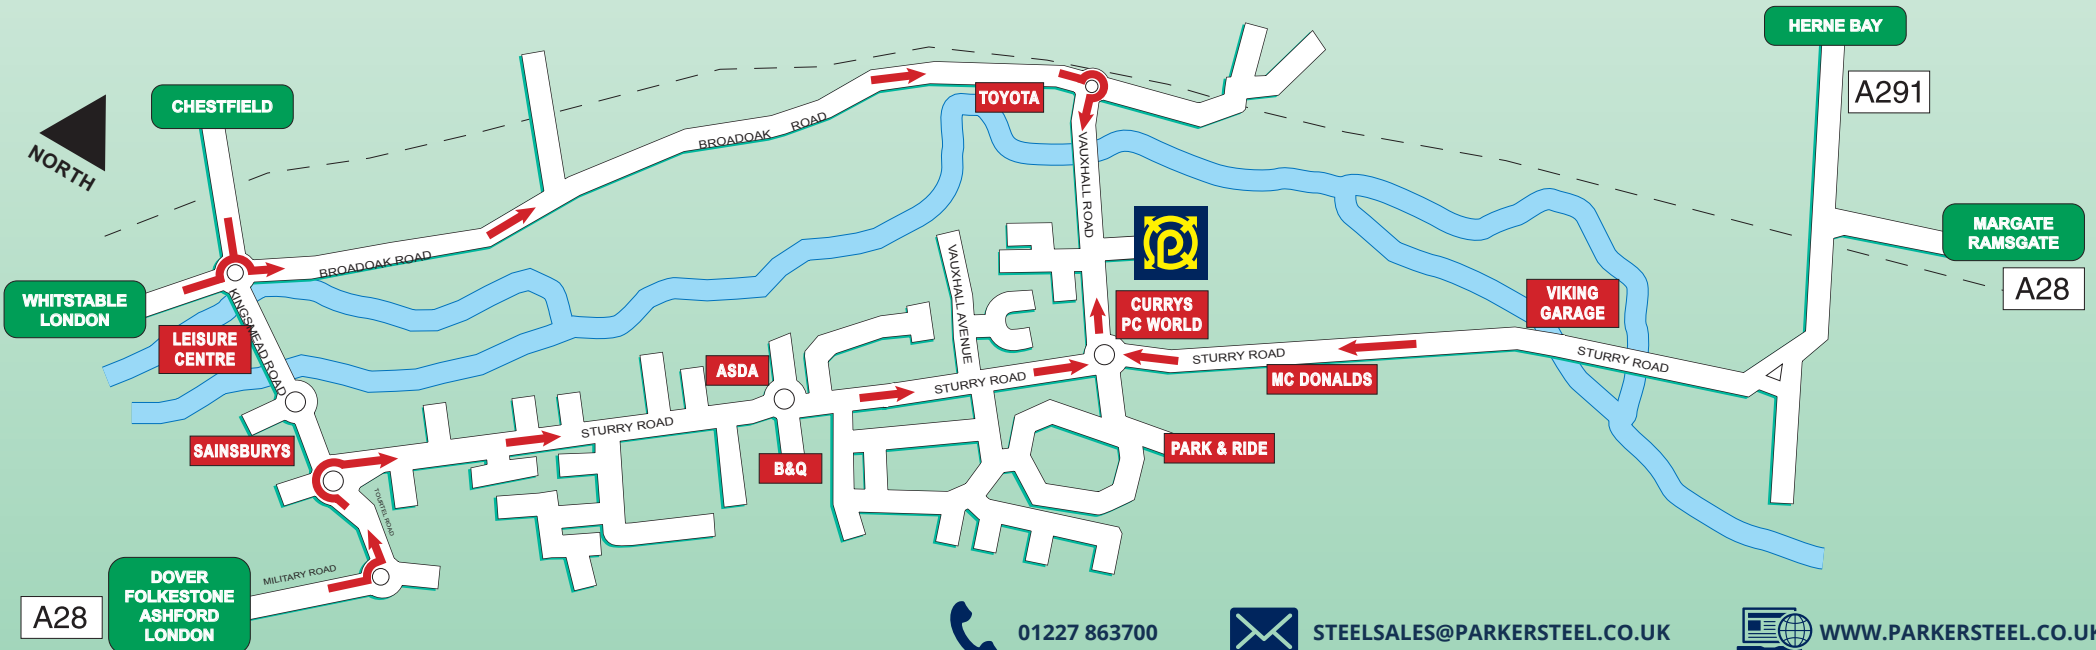 HERNE BAY
A291
CHESTFIELD
NORTH
TOYOTA
BROADOAK ROAD
VAUXHALL ROAD
MARGATE
RAMSGATE
A28
BROADOAK ROAD
WHITSTABLE
LONDON
KINGSMEAD ROAD
LEISURE
CENTRE
VAUXHALL AVENUE
P
CURRYS
PC WORLD
VIKING
GARAGE
STURRY ROAD
STURRY ROAD
MC DONALDS
ASDA
STURRY ROAD
STURRY ROAD
SAINSBURYS
B&Q
PARK & RIDE
TOURTEL ROAD
MILITARY ROAD
DOVER
FOLKESTONE
ASHFORD
LONDON
A28
01227 863700
STEELSALES@PARKERSTEEL.CO.UK
WWW.PARKERSTEEL.CO.UK